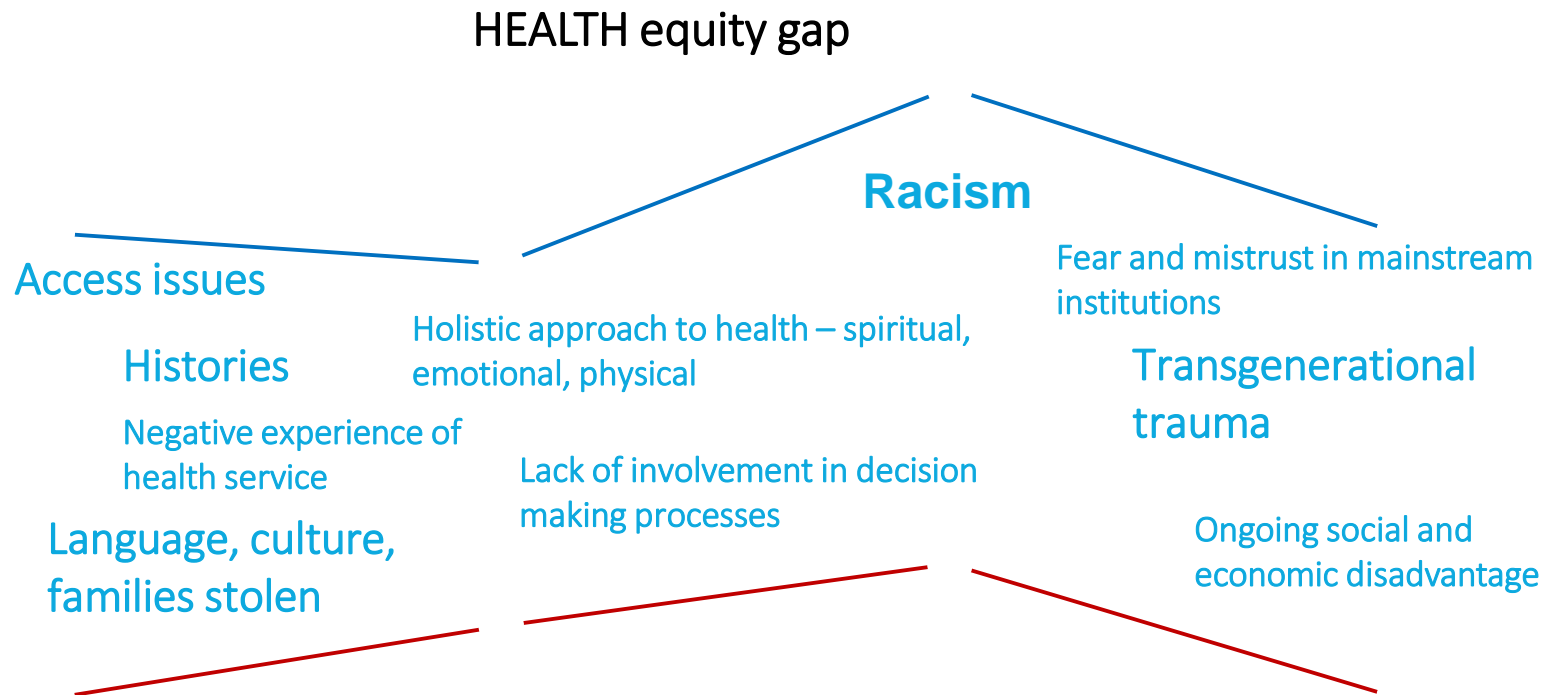 HEALTH equity gap
Racism
Access issues
Fear and mistrust in mainstream
institutions
Holistic approach to health – spiritual,
emotional, physical
Histories
Transgenerational
trauma
Negative experience of
health service
Lack of involvement in decision
making processes
Language, culture,
families stolen
Ongoing social and
economic disadvantage